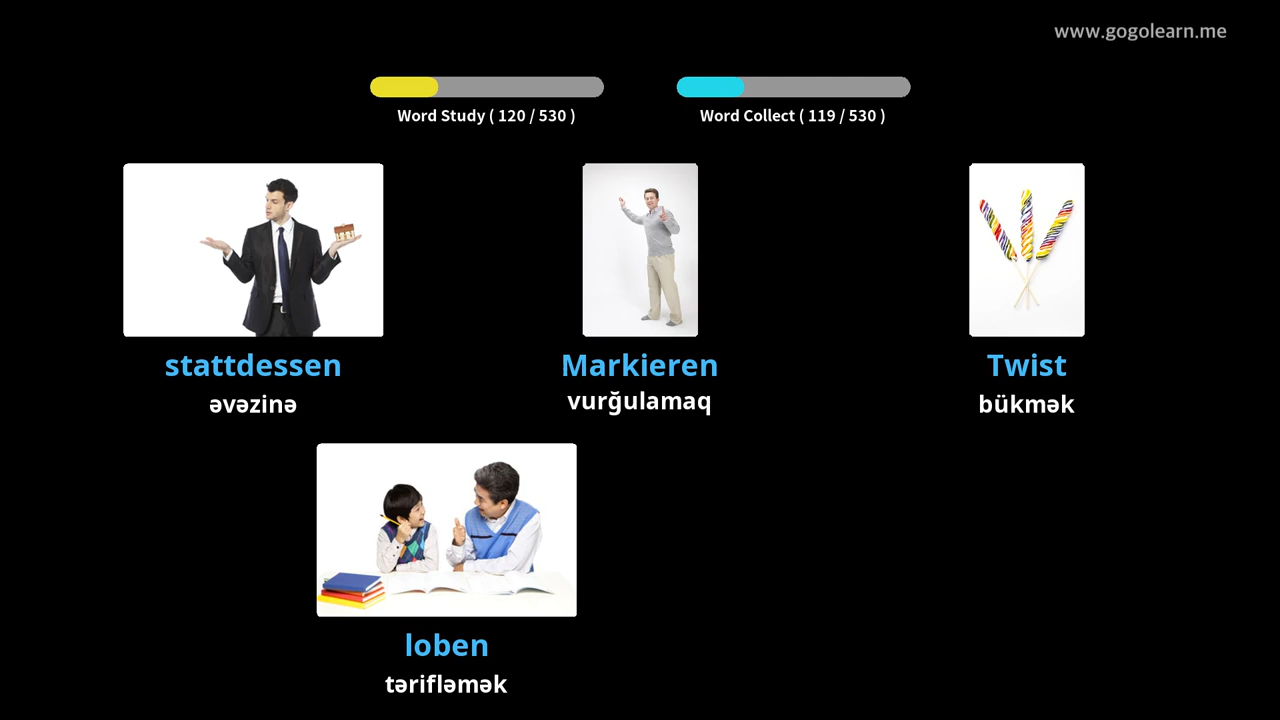 www.gogolearn.me
Word Study ( 120 / 530 )
Word Collect ( 119 / 530 )
stattdessen
əvəzinə
Markieren
vurğulamaq
Twist
bükmək
loben
tərifləmək